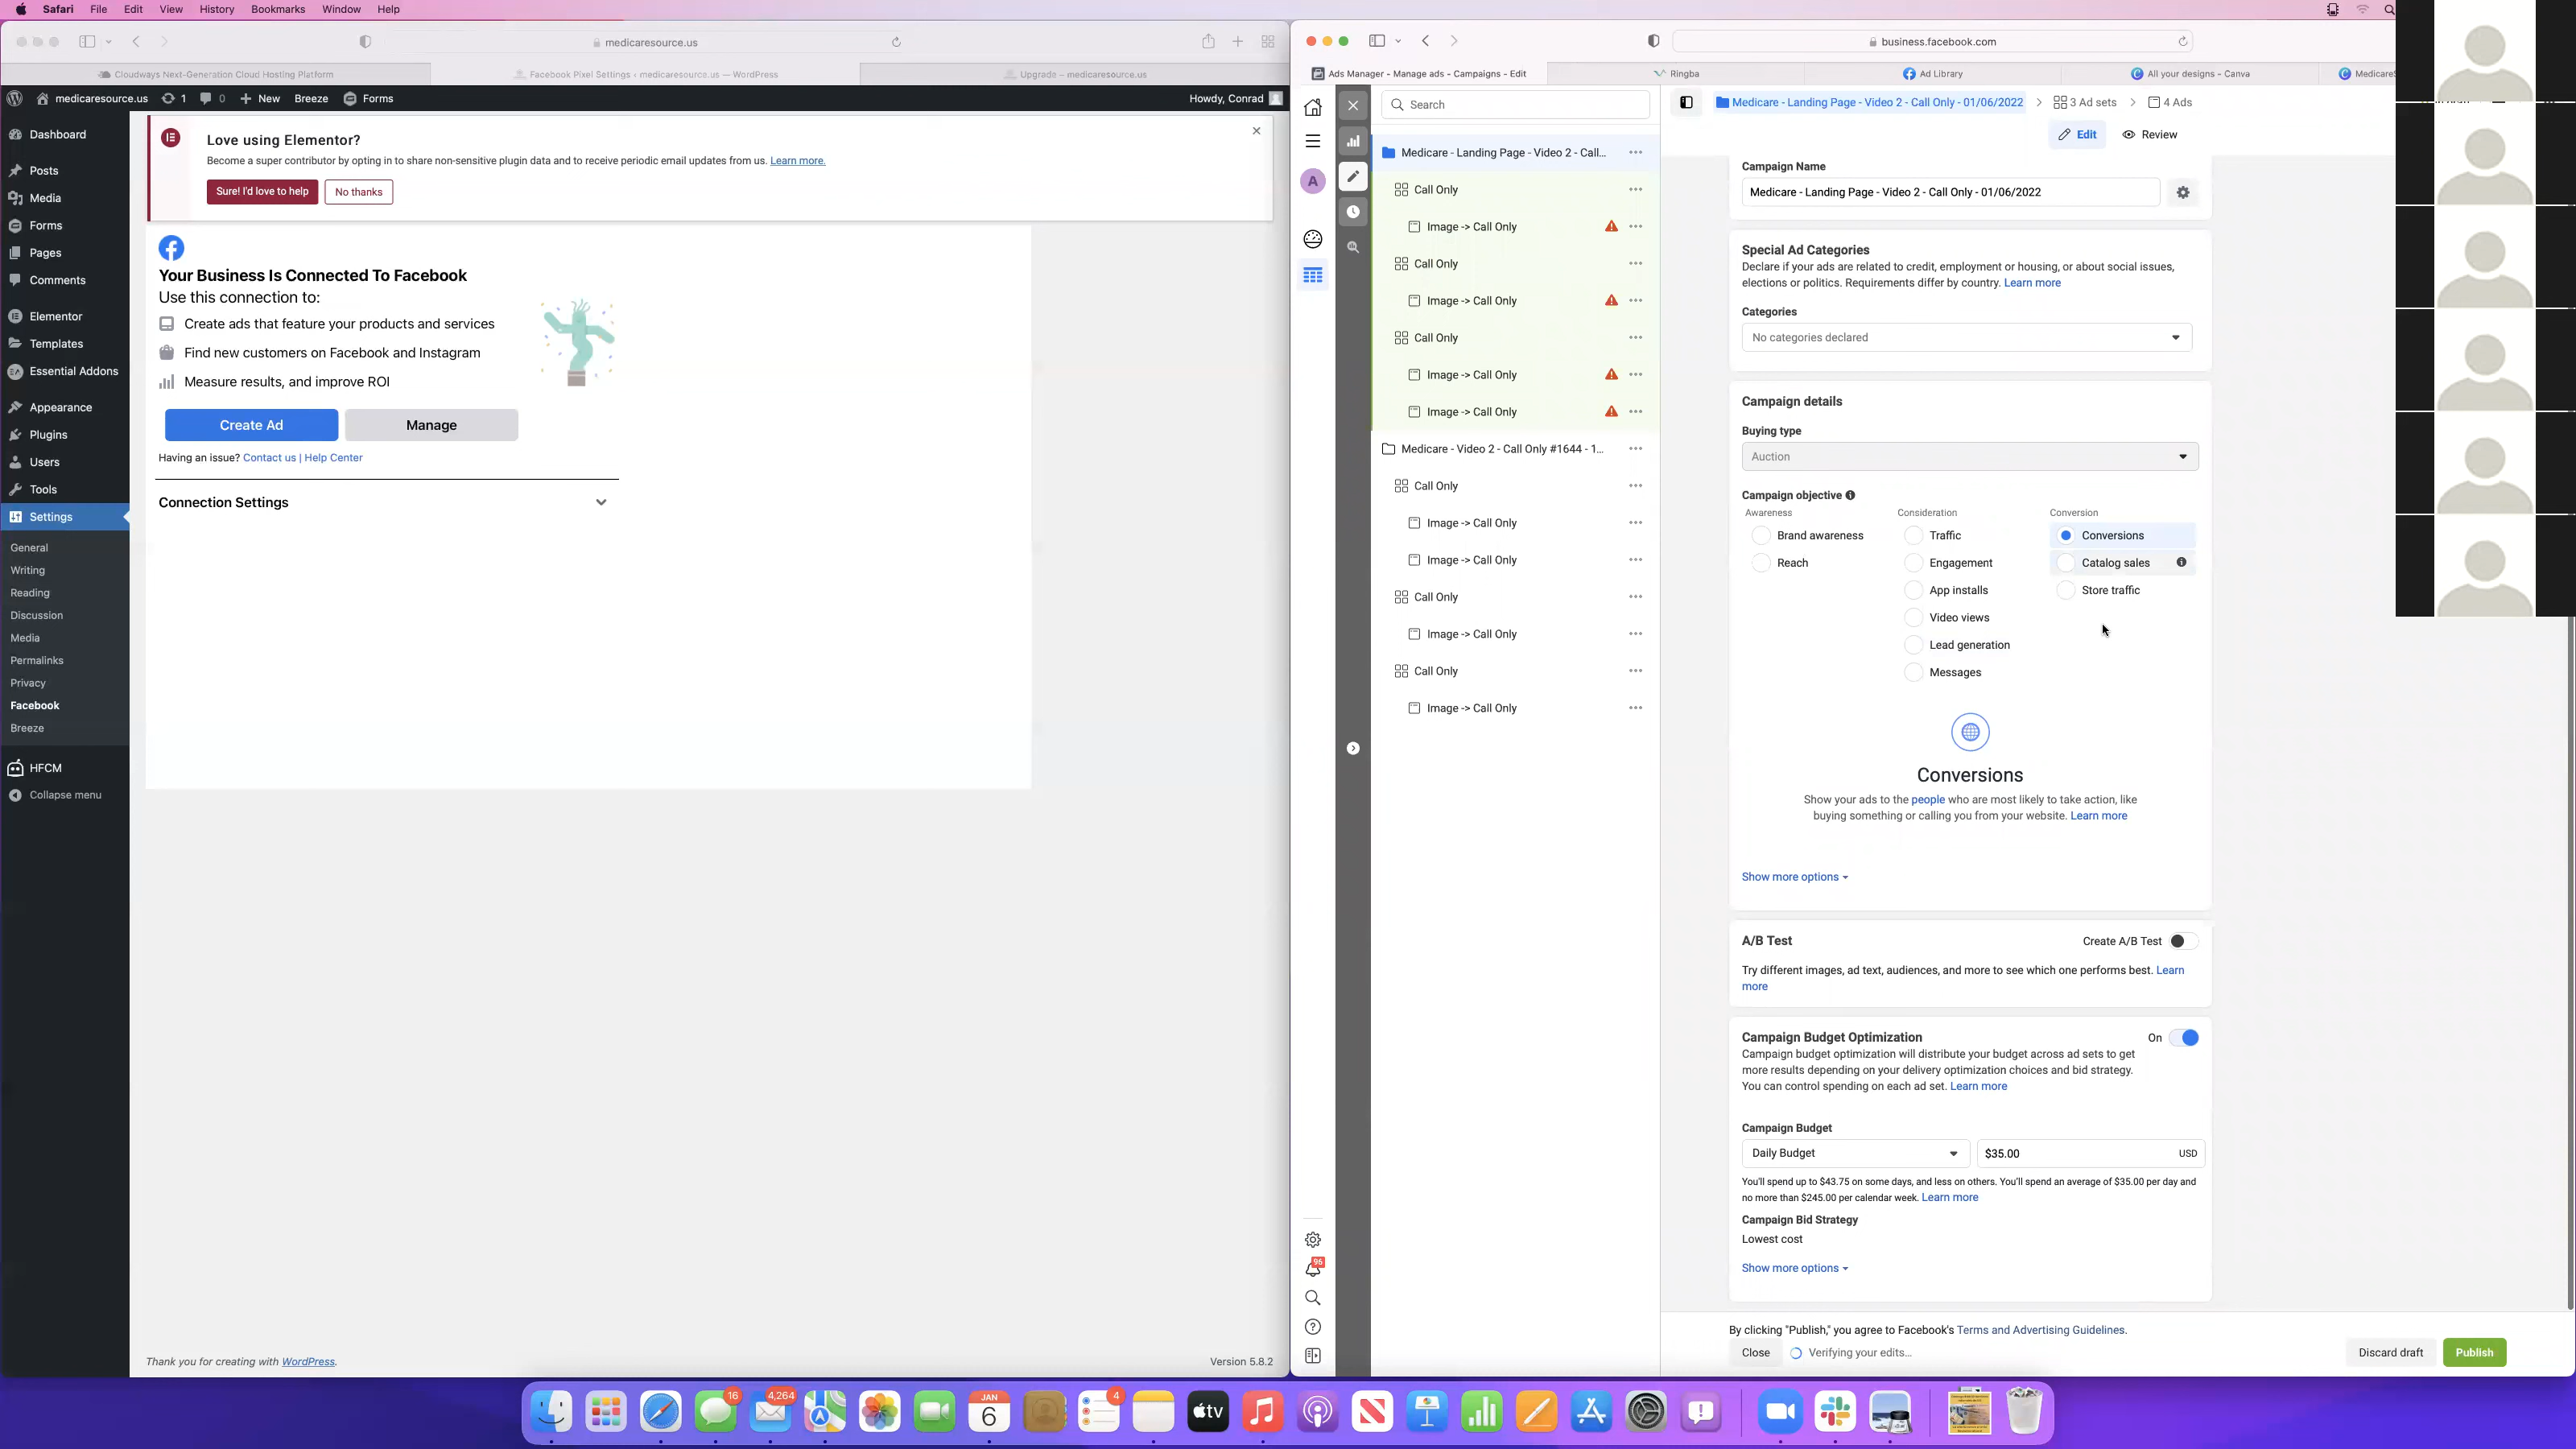 Safari File Edit View History Bookmarks Window Help
medicaresource.us
Cloudways Next-Generation Cloud Hosting Platform
Facebook Pixel Settings ‹ medicaresource.us — WordPress
Upgrade – medicaresource.us
medicaresource.us 1 0 New Breeze Forms
Howdy, Conrad
Dashboard
Posts
Media
Forms
Pages
Comments
Elementor
Templates
Essential Addons
Appearance
Plugins
Users
Tools
Settings
General
Writing
Reading
Discussion
Media
Permalinks
Privacy
Facebook
Breeze
HFCM
Collapse menu
Love using Elementor?
Become a super contributor by opting in to share non-sensitive plugin data and to receive periodic email updates from us. Learn more.
Sure! I'd love to help
No thanks
Your Business Is Connected To Facebook
Use this connection to:
Create ads that feature your products and services
Find new customers on Facebook and Instagram
Measure results, and improve ROI
Create Ad
Manage
Having an issue? Contact us | Help Center
Connection Settings
Thank you for creating with WordPress.
Version 5.8.2
business.facebook.com
Ads Manager - Manage ads - Campaigns - Edit
Ringba
Ad Library
All your designs - Canva
MedicareS
A
96
Search
Medicare - Landing Page - Video 2 - Call...
Call Only
Image -> Call Only
Call Only
Image -> Call Only
Call Only
Image -> Call Only
Image -> Call Only
Medicare - Video 2 - Call Only #1644 - 1...
Call Only
Image -> Call Only
Image -> Call Only
Call Only
Image -> Call Only
Call Only
Image -> Call Only
Medicare - Landing Page - Video 2 - Call Only - 01/06/2022
3 Ad sets
4 Ads
Edit
Review
Campaign Name
Medicare - Landing Page - Video 2 - Call Only - 01/06/2022
Special Ad Categories
Declare if your ads are related to credit, employment or housing, or about social issues,
elections or politics. Requirements differ by country. Learn more
Categories
No categories declared
Campaign details
Buying type
Auction
Campaign objective
Awareness
Consideration
Conversion
Brand awareness
Traffic
Conversions
Reach
Engagement
Catalog sales
App installs
Store traffic
Video views
Lead generation
Messages
Conversions
Show your ads to the people who are most likely to take action, like
buying something or calling you from your website. Learn more
Show more options
A/B Test
Create A/B Test
Try different images, ad text, audiences, and more to see which one performs best. Learn
more
Campaign Budget Optimization
On
Campaign budget optimization will distribute your budget across ad sets to get
more results depending on your delivery optimization choices and bid strategy.
You can control spending on each ad set. Learn more
Campaign Budget
Daily Budget
$35.00
USD
You'll spend up to $43.75 on some days, and less on others. You'll spend an average of $35.00 per day and
no more than $245.00 per calendar week. Learn more
Campaign Bid Strategy
Lowest cost
Show more options
By clicking "Publish," you agree to Facebook's Terms and Advertising Guidelines.
Close
Verifying your edits...
Discard draft
Publish
16
4,264
JAN
6
4
tv